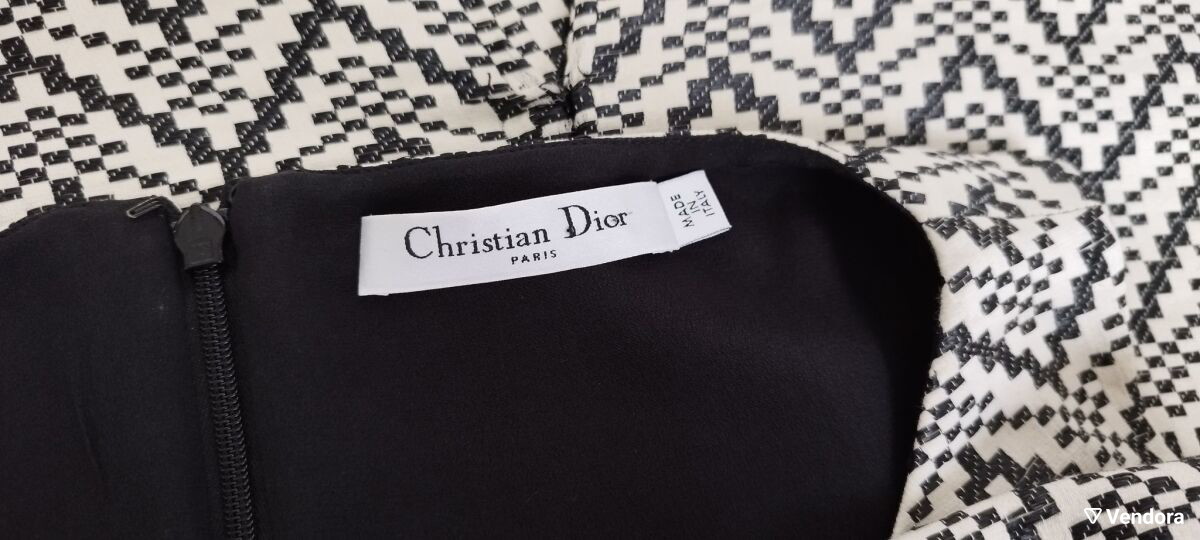 Christian Dior
PARIS
MADE
IN
ITALY
Vendora